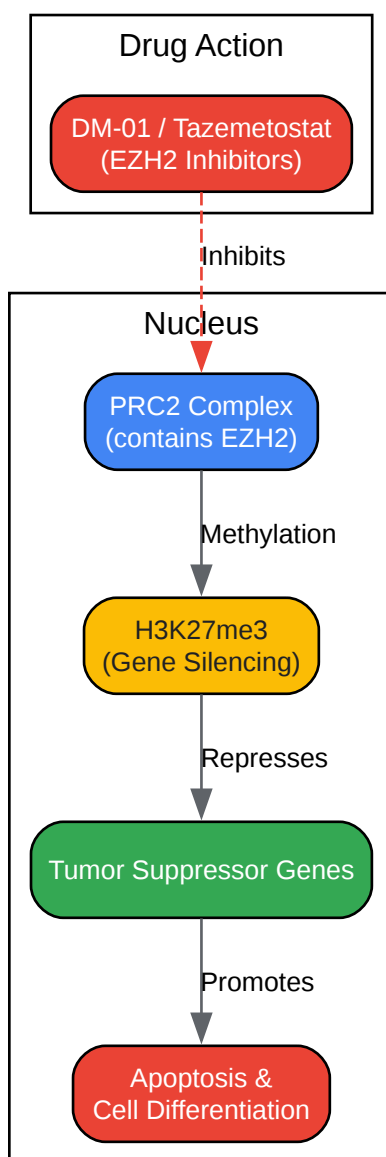 Drug Action
DM-01 / Tazemetostat
(EZH2 Inhibitors)
Inhibits
Nucleus
PRC2 Complex
(contains EZH2)
Methylation
H3K27me3
(Gene Silencing)
Represses
Tumor Suppressor Genes
Promotes
Apoptosis &
Cell Differentiation